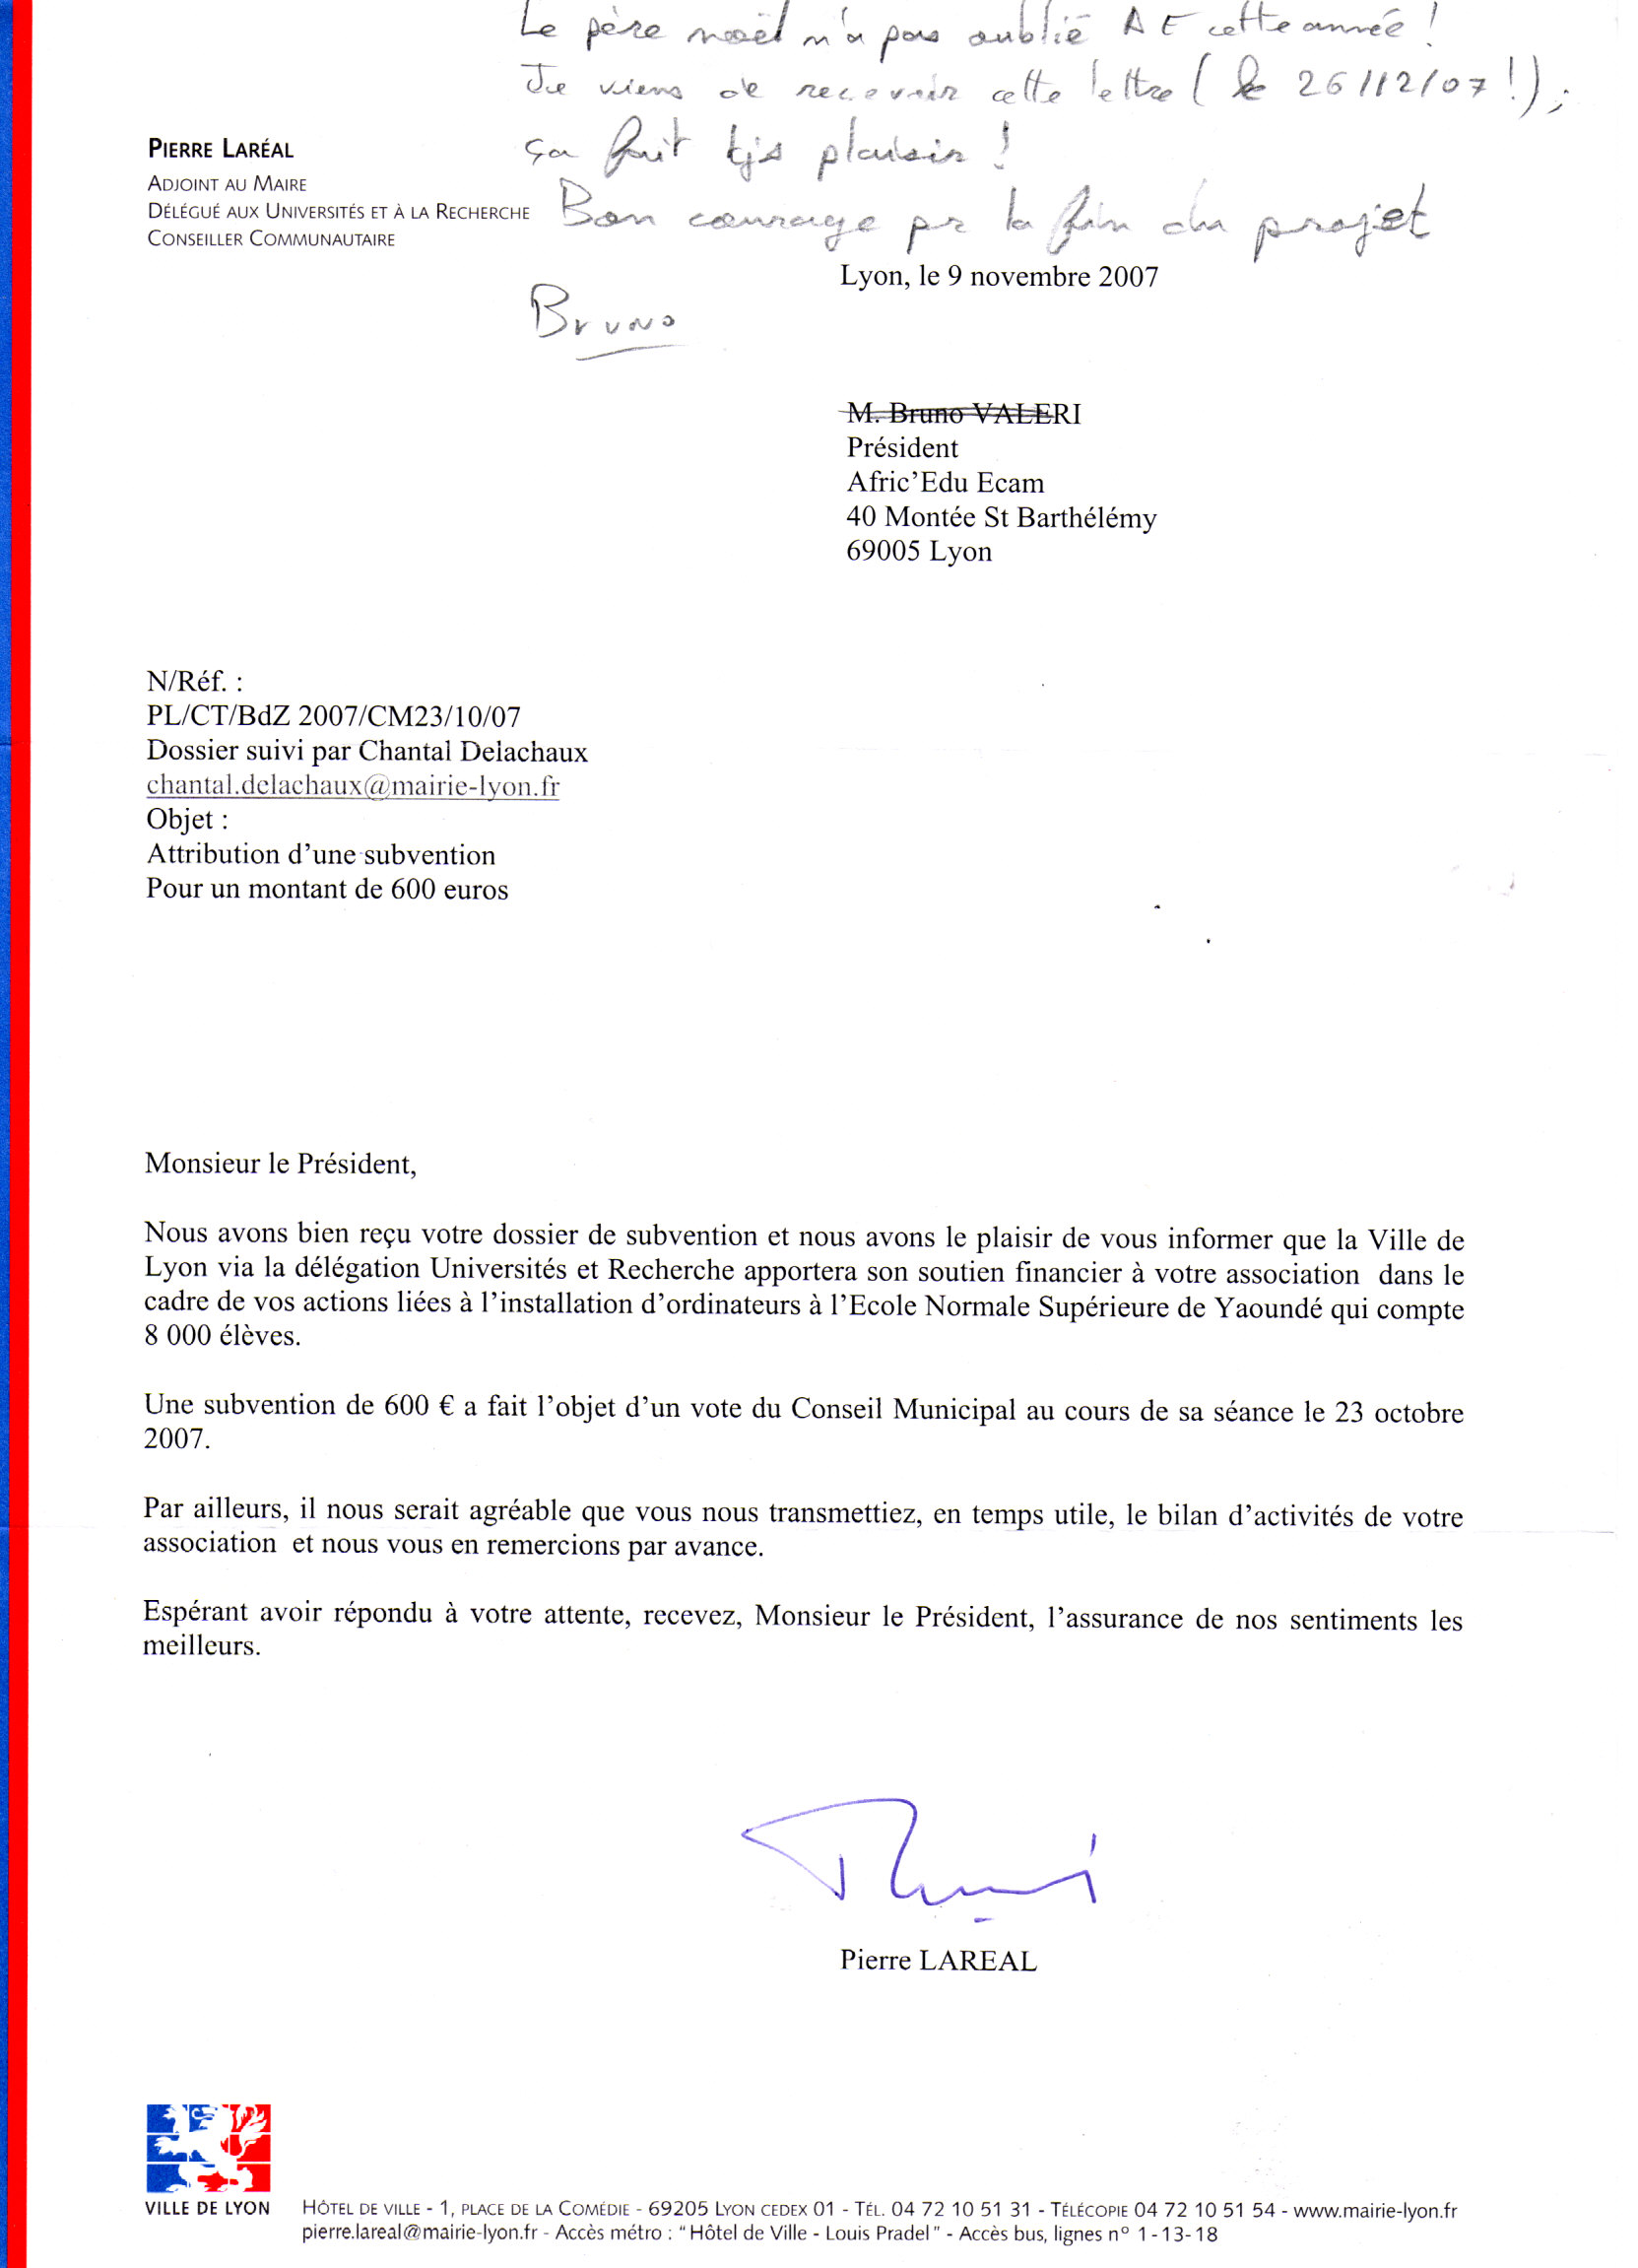 Le père noël n'a pas oublié AE cette année !
Je viens de recevoir cette lettre (le 26/12/07 !) ;
ça fait tjs plaisir !
Bon courage pr la fin du projet
Bruno
PIERRE LARÉAL
ADJOINT AU MAIRE
DÉLÉGUÉ AUX UNIVERSITÉS ET À LA RECHERCHE
CONSEILLER COMMUNAUTAIRE
Lyon, le 9 novembre 2007
M. Bruno VALERI
Président
Afric’Edu Ecam
40 Montée St Barthélémy
69005 Lyon
N/Réf. :
PL/CT/BdZ 2007/CM23/10/07
Dossier suivi par Chantal Delachaux
chantal.delachaux@mairie-lyon.fr
Objet :
Attribution d’une subvention
Pour un montant de 600 euros
Monsieur le Président,
Nous avons bien reçu votre dossier de subvention et nous avons le plaisir de vous informer que la Ville de
Lyon via la délégation Universités et Recherche apportera son soutien financier à votre association dans le
cadre de vos actions liées à l’installation d’ordinateurs à l’Ecole Normale Supérieure de Yaoundé qui compte
8 000 élèves.
Une subvention de 600 € a fait l’objet d’un vote du Conseil Municipal au cours de sa séance le 23 octobre
2007.
Par ailleurs, il nous serait agréable que vous nous transmettiez, en temps utile, le bilan d’activités de votre
association et nous vous en remercions par avance.
Espérant avoir répondu à votre attente, recevez, Monsieur le Président, l’assurance de nos sentiments les
meilleurs.
Pierre LAREAL
VILLE DE LYON
HÔTEL DE VILLE - 1, PLACE DE LA COMÉDIE - 69205 LYON CEDEX 01 - TÉL. 04 72 10 51 31 - TÉLÉCOPIE 04 72 10 51 54 - www.mairie-lyon.fr
pierre.lareal@mairie-lyon.fr - Accès métro : “Hôtel de Ville - Louis Pradel” - Accès bus, lignes n° 1-13-18